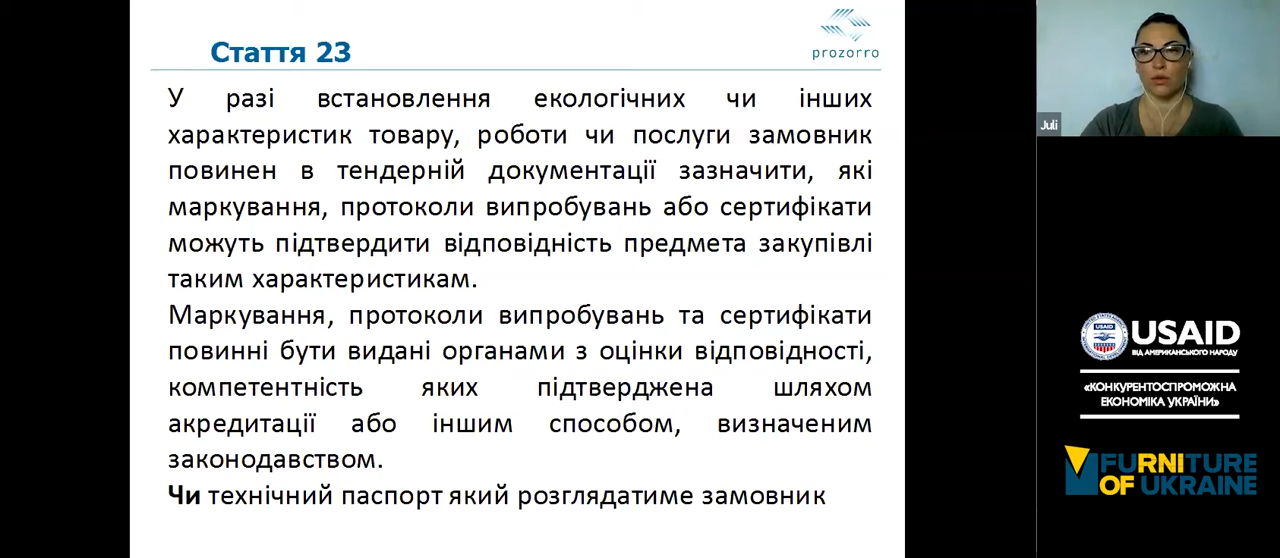 Стаття 23
prozorro
У разі встановлення екологічних чи інших
характеристик товару, роботи чи послуги замовник
повинен в тендерній документації зазначити, які
маркування, протоколи випробувань або сертифікати
можуть підтвердити відповідність предмета закупівлі
таким характеристикам.
Маркування, протоколи випробувань та сертифікати
повинні бути видані органами з оцінки відповідності,
компетентність яких підтверджена шляхом
акредитації або іншим способом, визначеним
законодавством.
Чи технічний паспорт який розглядатиме замовник
Juli
USAID
ВІД АМЕРИКАНСЬКОГО НАРОДУ
«КОНКУРЕНТОСПРОМОЖНА
ЕКОНОМІКА УКРАЇНИ»
FURNITURE
OF UKRAINE